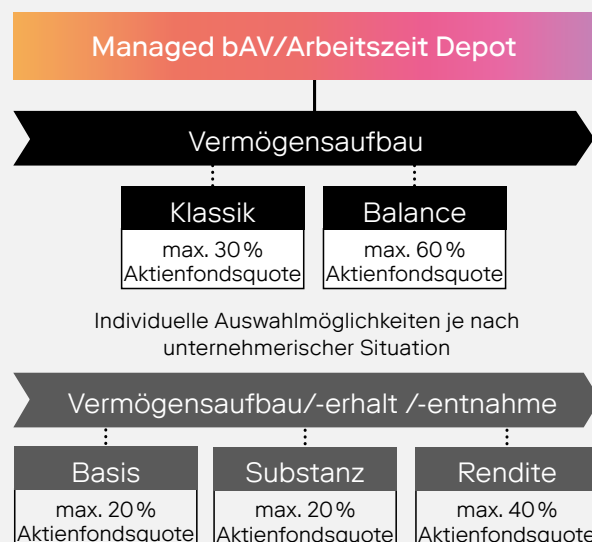 Managed bAV/Arbeitszeit Depot
Vermögensaufbau
Klassik
max. 30 %
Aktienfondsquote
Balance
max. 60 %
Aktienfondsquote
Individuelle Auswahlmöglichkeiten je nach
unternehmerischer Situation
Vermögensaufbau/-erhalt /-entnahme
Basis
max. 20 %
Aktienfondsquote
Substanz
max. 20 %
Aktienfondsquote
Rendite
max. 40 %
Aktienfondsquote